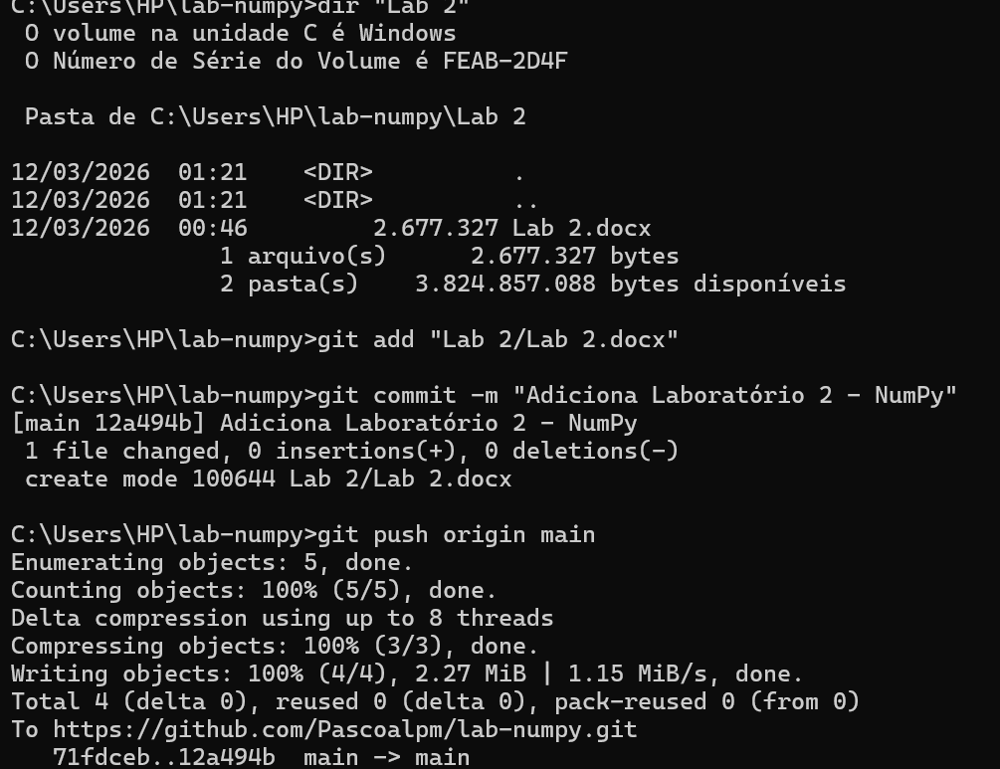 C:\Users\HP\lab-numpy>dir "Lab 2"
 O volume na unidade C é Windows
 O Número de Série do Volume é FEAB-2D4F

 Pasta de C:\Users\HP\lab-numpy\Lab 2

12/03/2026  01:21    <DIR>          .
12/03/2026  01:21    <DIR>          ..
12/03/2026  00:46         2.677.327 Lab 2.docx
               1 arquivo(s)      2.677.327 bytes
               2 pasta(s)    3.824.857.088 bytes disponíveis

C:\Users\HP\lab-numpy>git add "Lab 2/Lab 2.docx"

C:\Users\HP\lab-numpy>git commit -m "Adiciona Laboratório 2 - NumPy"
[main 12a494b] Adiciona Laboratório 2 - NumPy
 1 file changed, 0 insertions(+), 0 deletions(-)
 create mode 100644 Lab 2/Lab 2.docx

C:\Users\HP\lab-numpy>git push origin main
Enumerating objects: 5, done.
Counting objects: 100% (5/5), done.
Delta compression using up to 8 threads
Compressing objects: 100% (3/3), done.
Writing objects: 100% (4/4), 2.27 MiB | 1.15 MiB/s, done.
Total 4 (delta 0), reused 0 (delta 0), pack-reused 0 (from 0)
To https://github.com/Pascoalpm/lab-numpy.git
   71fdceb..12a494b  main -> main